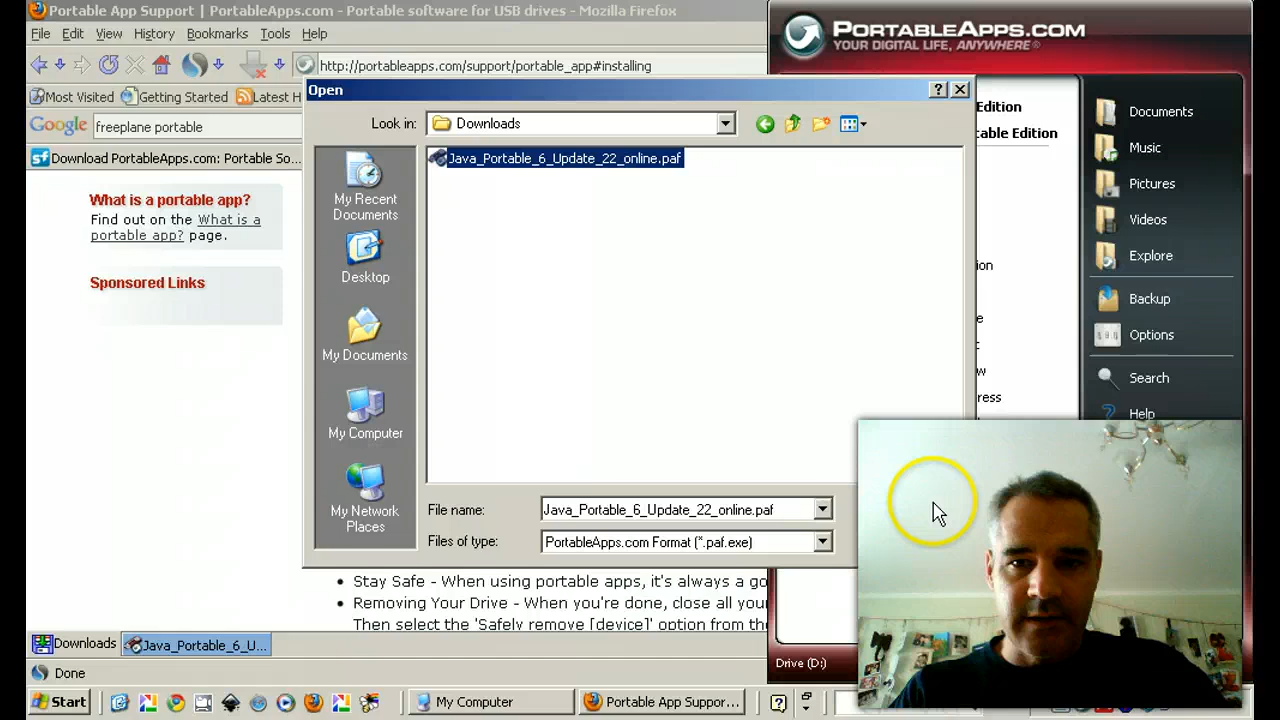 Portable App Support | PortableApps.com - Portable software for USB drives - Mozilla Firefox
File Edit View History Bookmarks Tools Help
http://portableapps.com/support/portable_app#installing
Most Visited Getting Started Latest H
Google freeplane portable
Download PortableApps.com: Portable So...
What is a portable app?
Find out on the What is a
portable app? page.
Sponsored Links
Open
Look in: Downloads
Java_Portable_6_Update_22_online.paf
My Recent
Documents
Desktop
My Documents
My Computer
My Network
Places
File name: Java_Portable_6_Update_22_online.paf
Files of type: PortableApps.com Format (*.paf.exe)
Stay Safe - When using portable apps, it's always a go
Removing Your Drive - When you're done, close all your
Then select the 'Safely remove [device]' option from the
PORTABLEAPPS.COM
YOUR DIGITAL LIFE, ANYWHERE®
Edition
table Edition
ion
e
t
w
ress
Documents
Music
Pictures
Videos
Explore
Backup
Options
Search
Help
Drive (D:)
Downloads Java_Portable_6_U...
Done
Start My Computer Portable App Suppor...